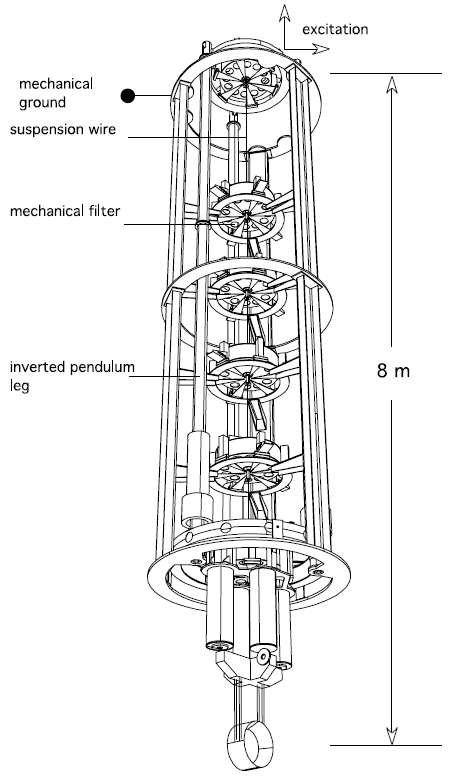 excitation
mechanical
ground
suspension wire
mechanical filter
inverted pendulum
leg
8 m